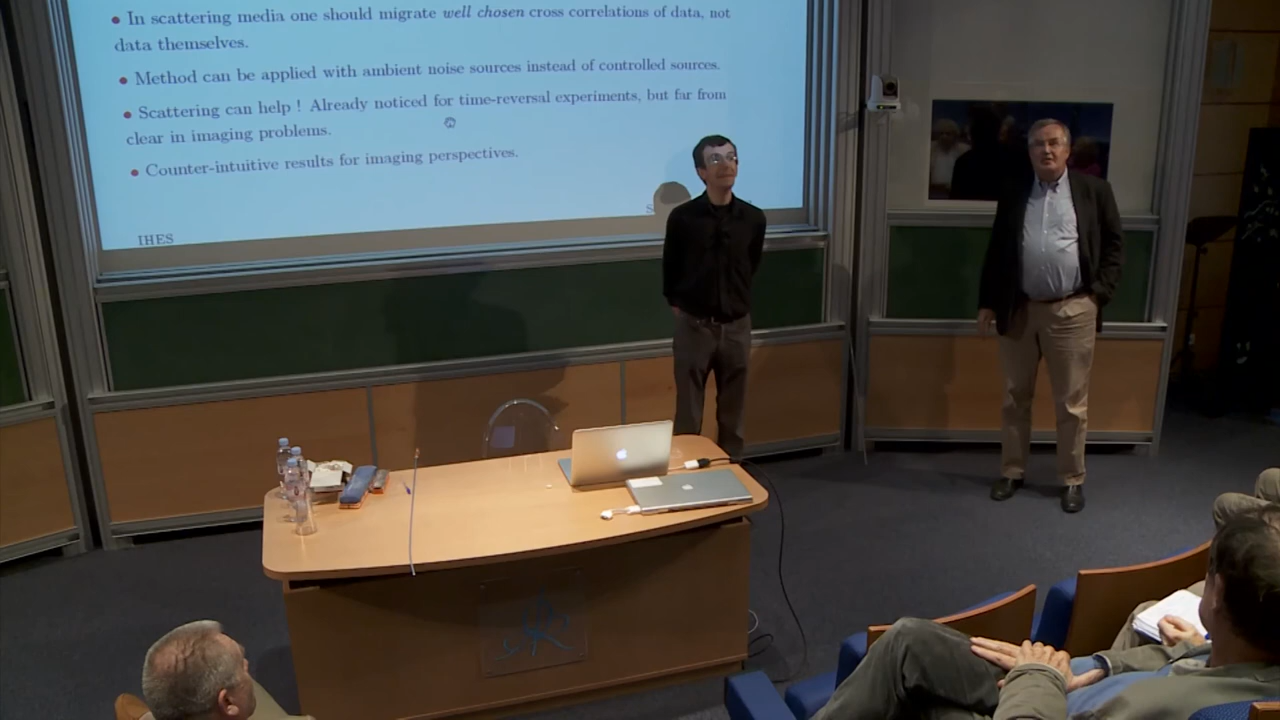 • In scattering media one should migrate well chosen cross correlations of data, not
data themselves.
• Method can be applied with ambient noise sources instead of controlled sources.
• Scattering can help ! Already noticed for time-reversal experiments, but far from
clear in imaging problems.
• Counter-intuitive results for imaging perspectives.
IHES